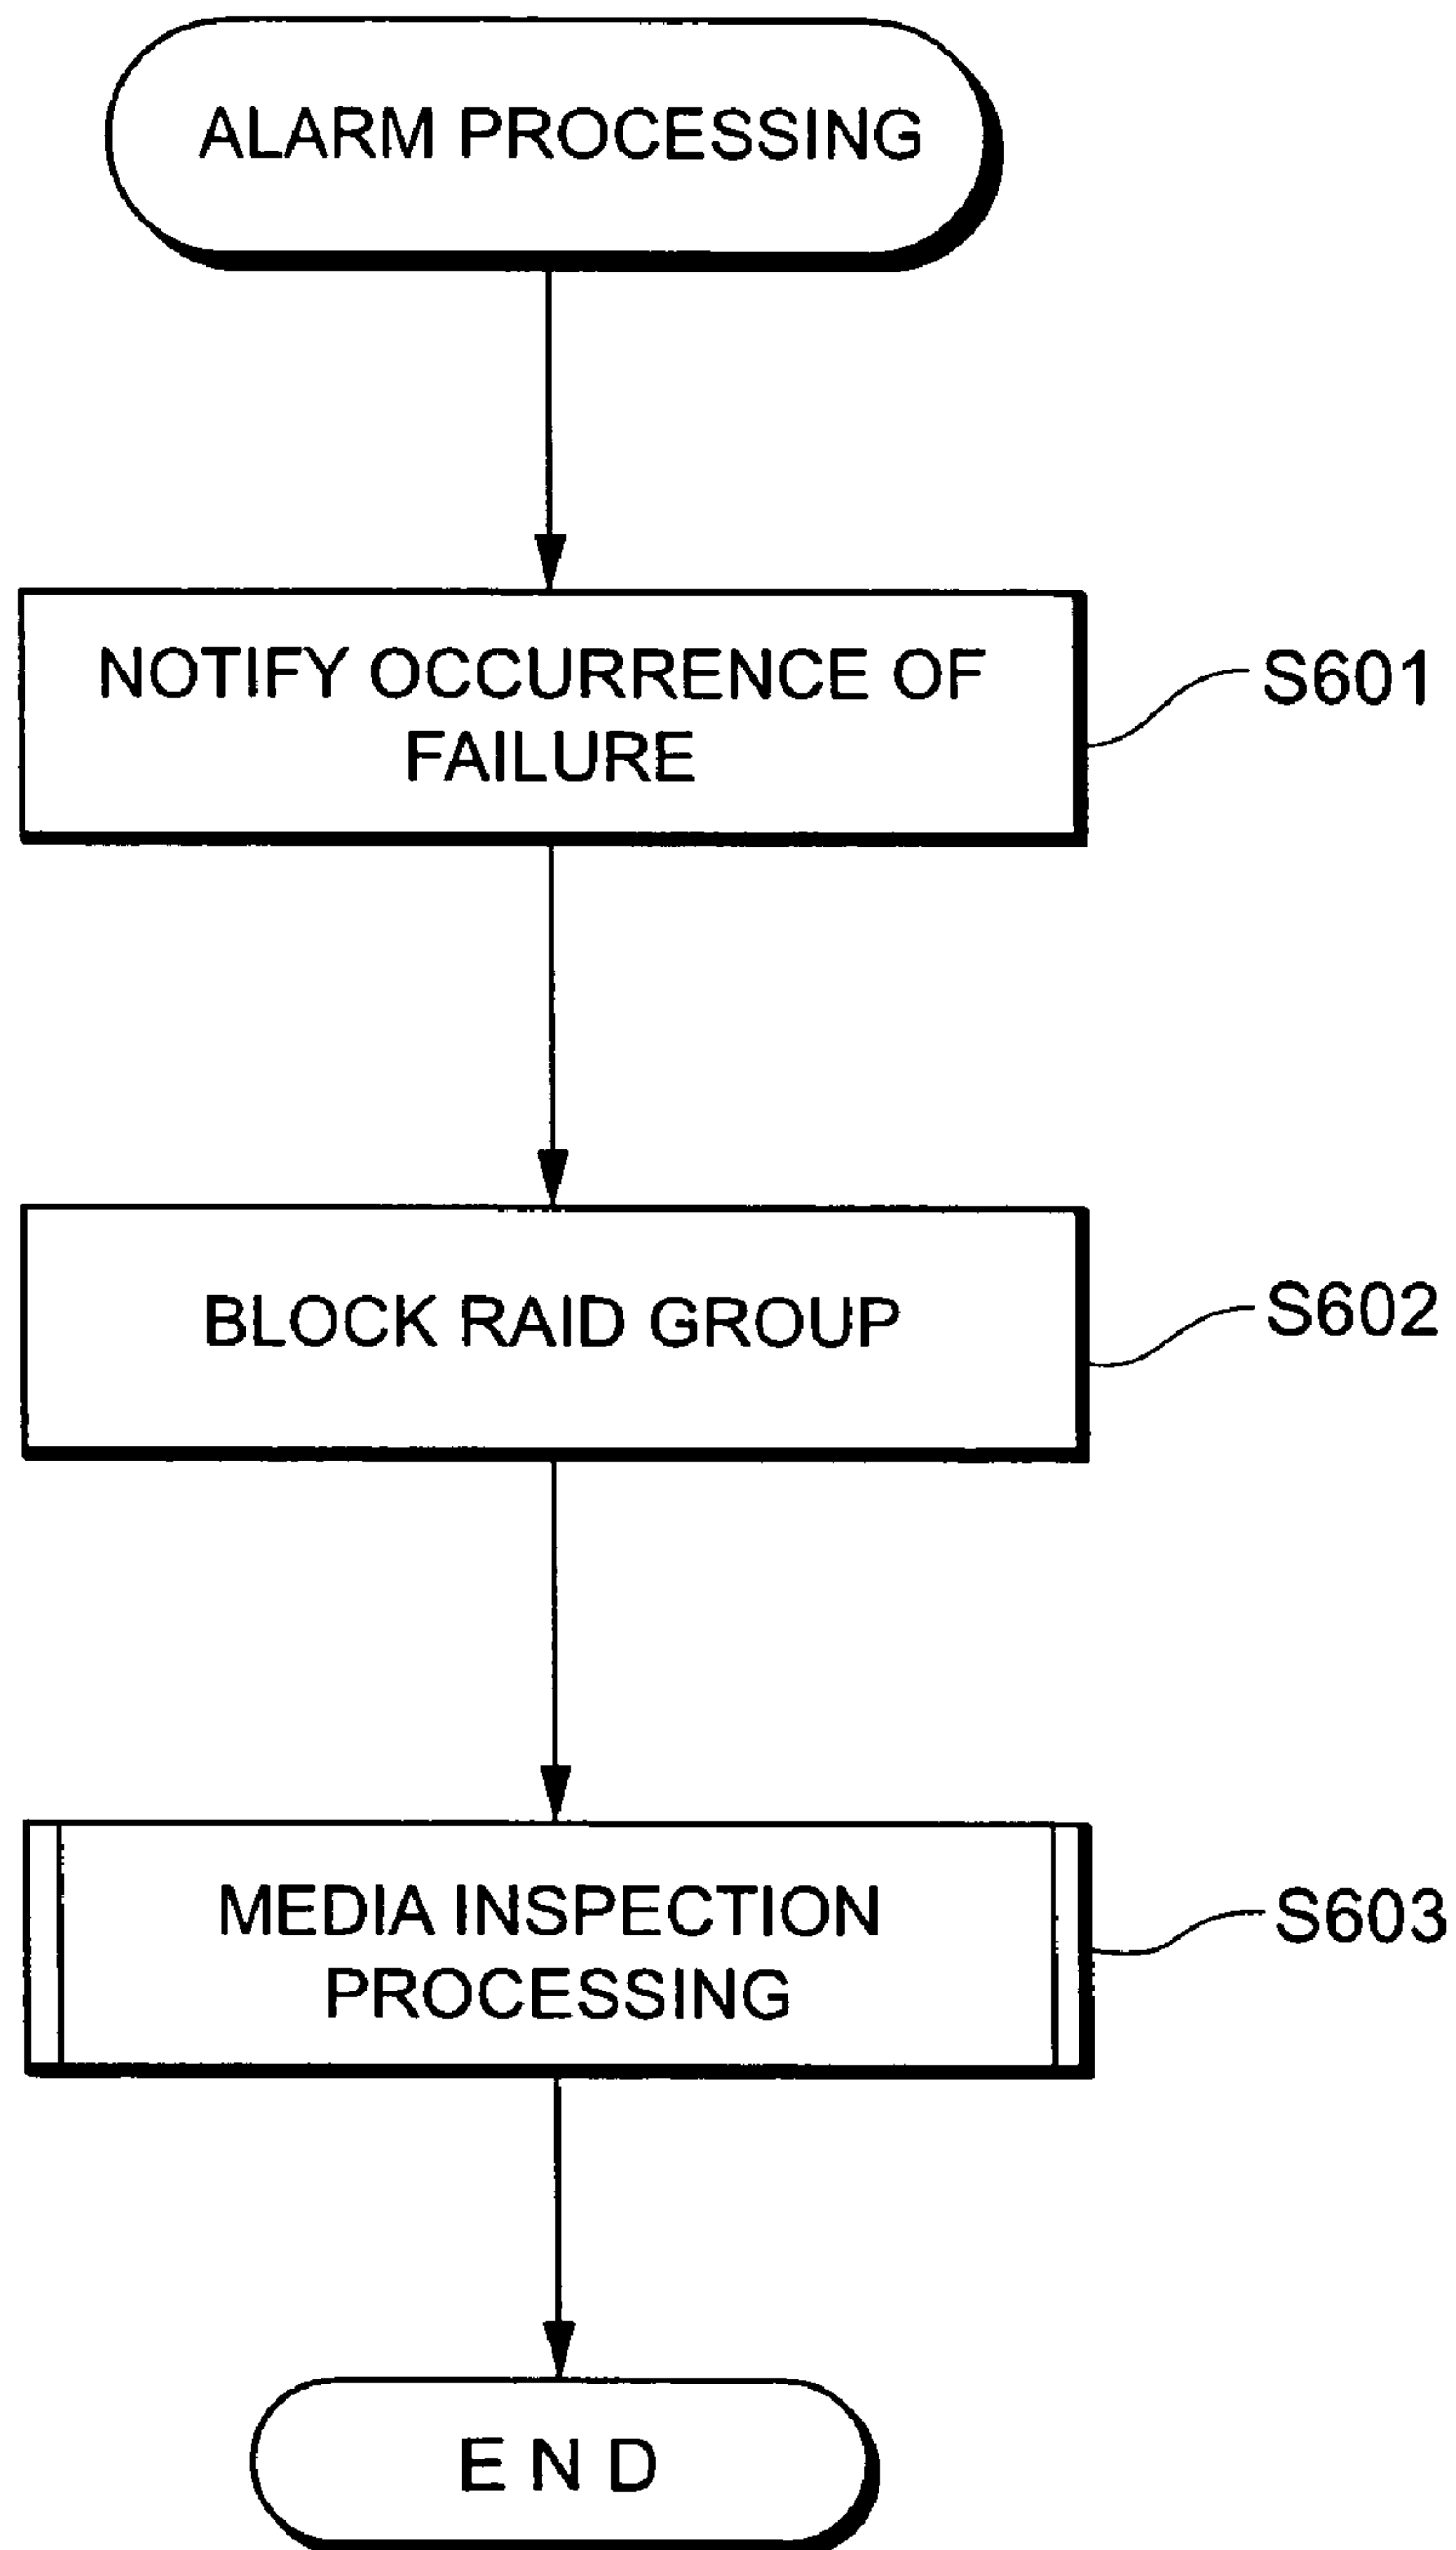 ALARM PROCESSING
NOTIFY OCCURRENCE OF
FAILURE
S601
BLOCK RAID GROUP
S602
MEDIA INSPECTION
PROCESSING
S603
E N D